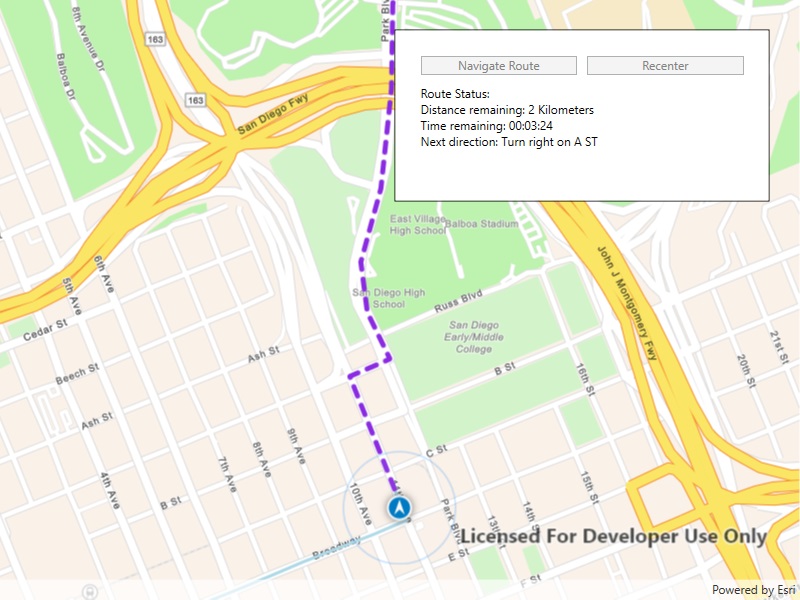 Park Blvd
8th Avenue Dr
Balboa Dr
163
163
San Diego Fwy
Navigate Route
Recenter
Route Status:
Distance remaining: 2 Kilometers
Time remaining: 00:03:24
Next direction: Turn right on A ST
East Village
High School
Balboa Stadium
John J Montgomery Fwy
6th Ave
5th Ave
San Diego High
School
Russ Blvd
San Diego
Early/Middle
College
Cedar St
Ash St
Beech St
B St
16th St
20th St
21st St
Ash St
9th Ave
8th Ave
7th Ave
C St
4th Ave
B St
10th Ave
Park Blvd
13th St
14th St
15th St
Broadway
E St
F St
Licensed For Developer Use Only
Powered by Esri